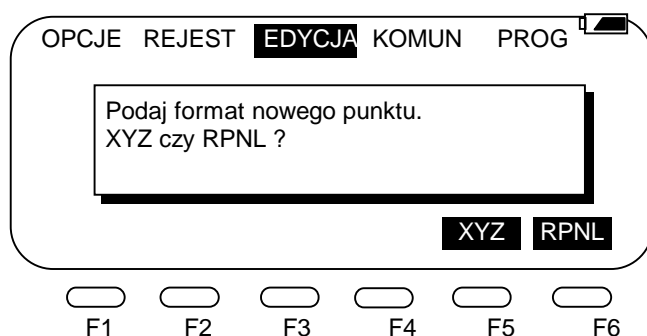 OPCJE REJEST EDYCJA KOMUN PROG
Podaj format nowego punktu.
XYZ czy RPNL ?
XYZ RPNL
F1 F2 F3 F4 F5 F6